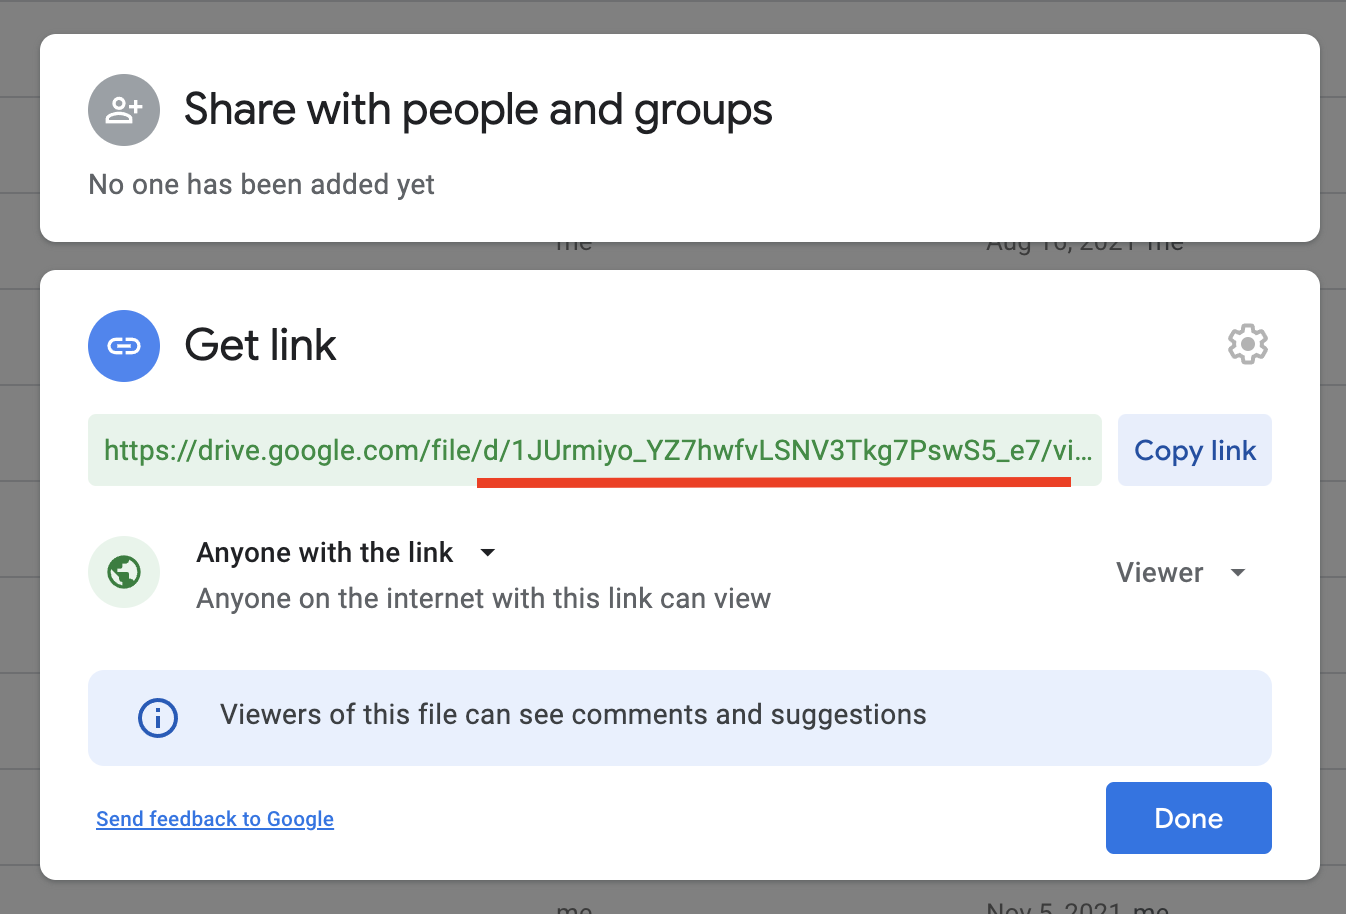 Share with people and groups
No one has been added yet
me
Aug 16, 2021 me
Get link
https://drive.google.com/file/d/1JUrmiyo_YZ7hwfvLSNV3Tkg7PswS5_e7/vi...
Copy link
Anyone with the link
Anyone on the internet with this link can view
Viewer
Viewers of this file can see comments and suggestions
Send feedback to Google
Done
me
Nov 5, 2021 me